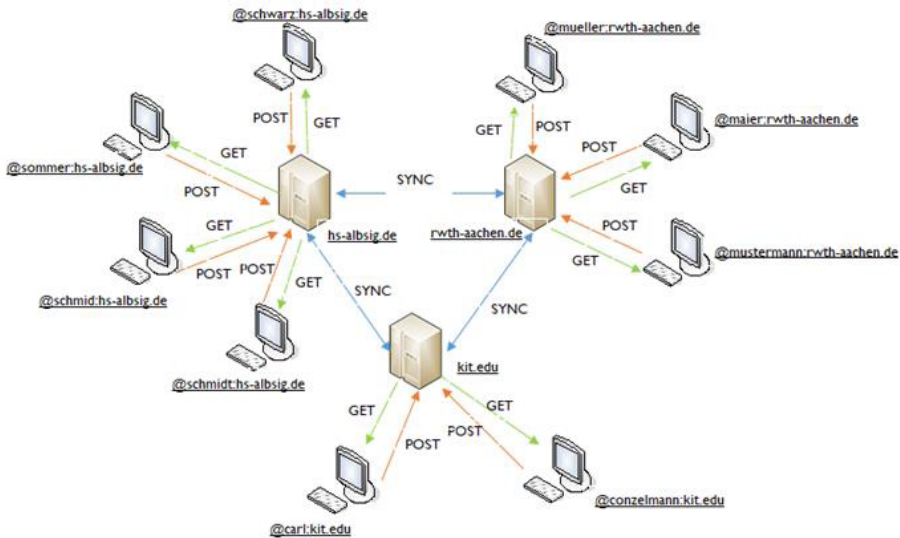 @schwarz:hs-albsig.de
@mueller:rwth-aachen.de
POST
GET
GET
POST
@maier:rwth-aachen.de
GET
@sommer:hs-albsig.de
POST
POST
GET
SYNC
GET
hs-albsig.de
rwth-aachen.de
POST
@mustermann:rwth-aachen.de
POST
POST
GET
GET
@schmid:hs-albsig.de
SYNC
SYNC
@schmidt:hs-albsig.de
kit.edu
GET
GET
POST
POST
@conzelmann:kit.edu
@carl:kit.edu